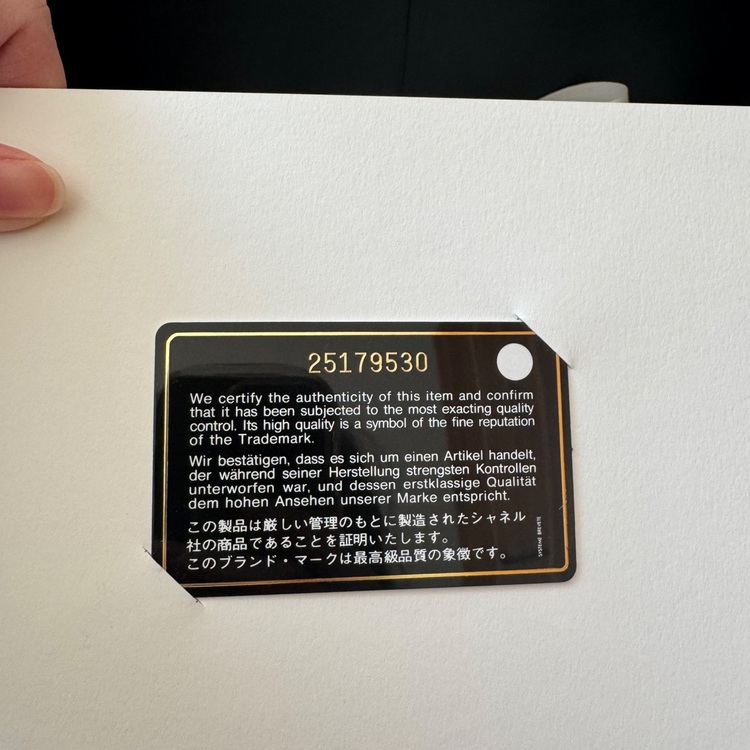 25179530
We certify the authenticity of this item and confirm
that it has been subjected to the most exacting quality
control. Its high quality is a symbol of the fine reputation
of the Trademark.
Wir bestätigen, dass es sich um einen Artikel handelt,
der während seiner Herstellung strengsten Kontrollen
unterworfen war, und dessen erstklassige Qualität
dem hohen Ansehen unserer Marke entspricht.
この製品は厳しい管理のもとに製造されたシャネル
社の商品であることを証明いたします。
このブランド・マークは最高級品質の象徴です。
SYSTEME BREVETE